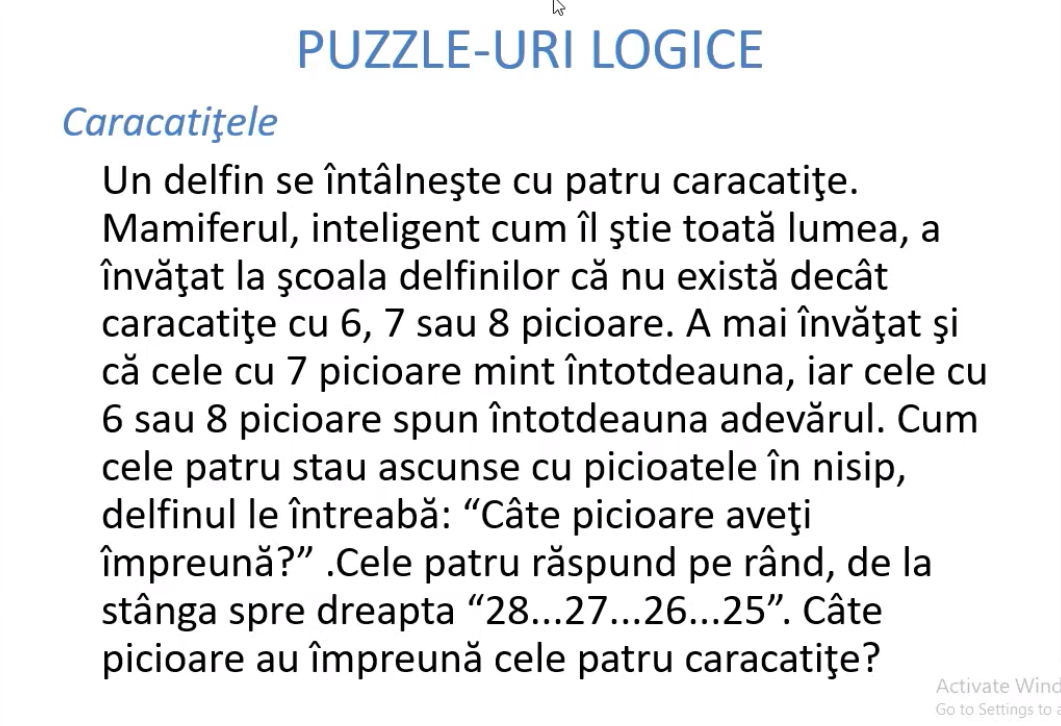 PUZZLE-URI LOGICE
Caracatiţele
Un delfin se întâlneşte cu patru caracatiţe.
Mamiferul, inteligent cum îl ştie toată lumea, a
învăţat la şcoala delfinilor că nu există decât
caracatiţe cu 6, 7 sau 8 picioare. A mai învăţat şi
că cele cu 7 picioare mint întotdeauna, iar cele cu
6 sau 8 picioare spun întotdeauna adevărul. Cum
cele patru stau ascunse cu picioatele în nisip,
delfinul le întreabă: “Câte picioare aveţi
împreună?” .Cele patru răspund pe rând, de la
stânga spre dreapta “28...27...26...25”. Câte
picioare au împreună cele patru caracatiţe?
Activate Wind
Go to Settings to a